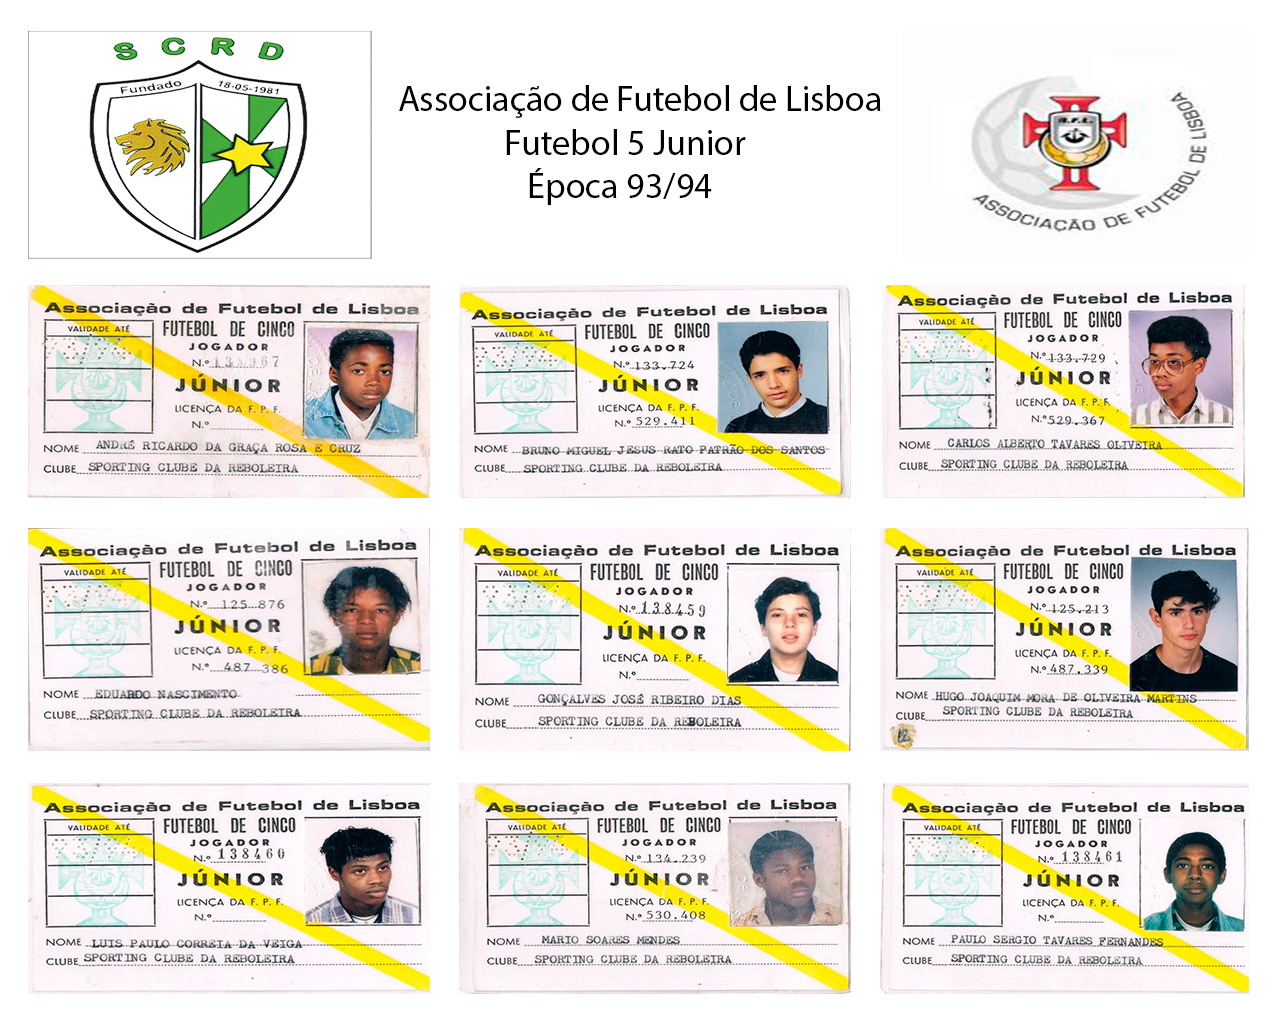 S C R D
Fundado 18-05-1981
Associação de Futebol de Lisboa
Futebol 5 Junior
Época 93/94
A.F.L.
ASSOCIAÇÃO DE FUTEBOL DE LISBOA
Associação de Futebol de Lisboa
VALIDADE ATÉ
FUTEBOL DE CINCO
JOGADOR
N.º
JÚNIOR
LICENÇA DA F. P. F.
N.º
NOME ANDRÉ RICARDO DA GRAÇA ROSA E CRUZ
CLUBE SPORTING CLUBE DA REBOLEIRA
Associação de Futebol de Lisboa
VALIDADE ATÉ
FUTEBOL DE CINCO
JOGADOR
N.º 133.724
JÚNIOR
LICENÇA DA F. P. F.
N.º 529.411
NOME BRUNO MIGUEL JESUS RATO PATRÃO DOS SANTOS
CLUBE SPORTING CLUBE DA REBOLEIRA
Associação de Futebol de Lisboa
VALIDADE ATÉ
FUTEBOL DE CINCO
JOGADOR
N.º 133.729
JÚNIOR
LICENÇA DA F. P. F.
N.º 529.367
NOME CARLOS ALBERTO TAVARES OLIVEIRA
CLUBE SPORTING CLUBE DA REBOLEIRA
Associação de Futebol de Lisboa
VALIDADE ATÉ
FUTEBOL DE CINCO
JOGADOR
N.º 125 876
JÚNIOR
LICENÇA DA F. P. F.
N.º 487 386
NOME EDUARDO NASCIMENTO
CLUBE SPORTING CLUBE DA REBOLEIRA
Associação de Futebol de Lisboa
VALIDADE ATÉ
FUTEBOL DE CINCO
JOGADOR
N.º 138459
JÚNIOR
LICENÇA DA F. P. F.
N.º
NOME GONÇALVES JOSÉ RIBEIRO DIAS
CLUBE SPORTING CLUBE DA REBOLEIRA
Associação de Futebol de Lisboa
VALIDADE ATÉ
FUTEBOL DE CINCO
JOGADOR
N.º 125.213
JÚNIOR
LICENÇA DA F. P. F.
N.º 487.339
NOME HUGO JOAQUIM MORA DE OLIVEIRA MARTINS
CLUBE SPORTING CLUBE DA REBOLEIRA
12
Associação de Futebol de Lisboa
VALIDADE ATÉ
FUTEBOL DE CINCO
JOGADOR
N.º 138460
JÚNIOR
LICENÇA DA F. P. F.
N.º
NOME LUIS PAULO CORREIA DA VEIGA
CLUBE SPORTING CLUBE DA REBOLEIRA
Associação de Futebol de Lisboa
VALIDADE ATÉ
FUTEBOL DE CINCO
JOGADOR
N.º 134.239
JÚNIOR
LICENÇA DA F. P. F.
N.º 530.408
NOME MARIO SOARES MENDES
CLUBE SPORTING CLUBE DA REBOLEIRA
Associação de Futebol de Lisboa
VALIDADE ATÉ
FUTEBOL DE CINCO
JOGADOR
N.º 138461
JÚNIOR
LICENÇA DA F. P. F.
N.º
NOME PAULO SERGIO TAVARES FERNANDES
CLUBE SPORTING CLUBE DA REBOLEIRA